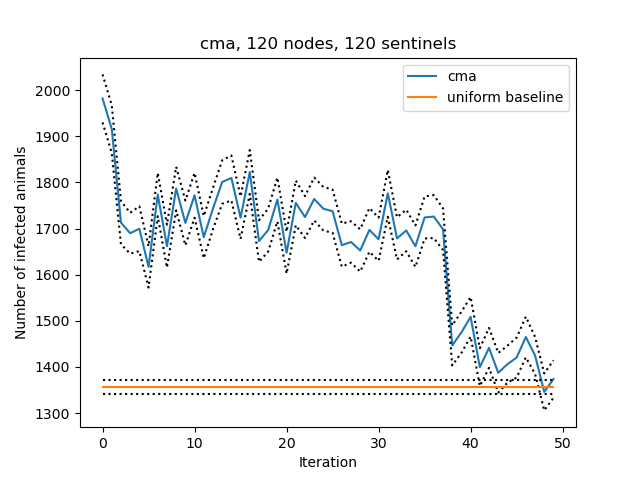 cma, 120 nodes, 120 sentinels
cma
uniform baseline
Number of infected animals
2000
1900
1800
1700
1600
1500
1400
1300
0 10 20 30 40 50
Iteration